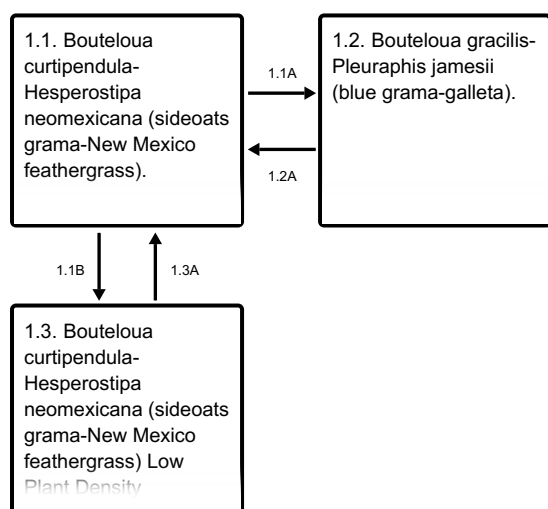 1.1. Bouteloua
curtipendula-
Hesperostipa
neomexicana (sideoats
grama-New Mexico
feathergrass).
1.1A
1.2A
1.2. Bouteloua gracilis-
Pleuraphis jamesii
(blue grama-galleta).
1.1B
1.3A
1.3. Bouteloua
curtipendula-
Hesperostipa
neomexicana (sideoats
grama-New Mexico
feathergrass) Low
Plant Density